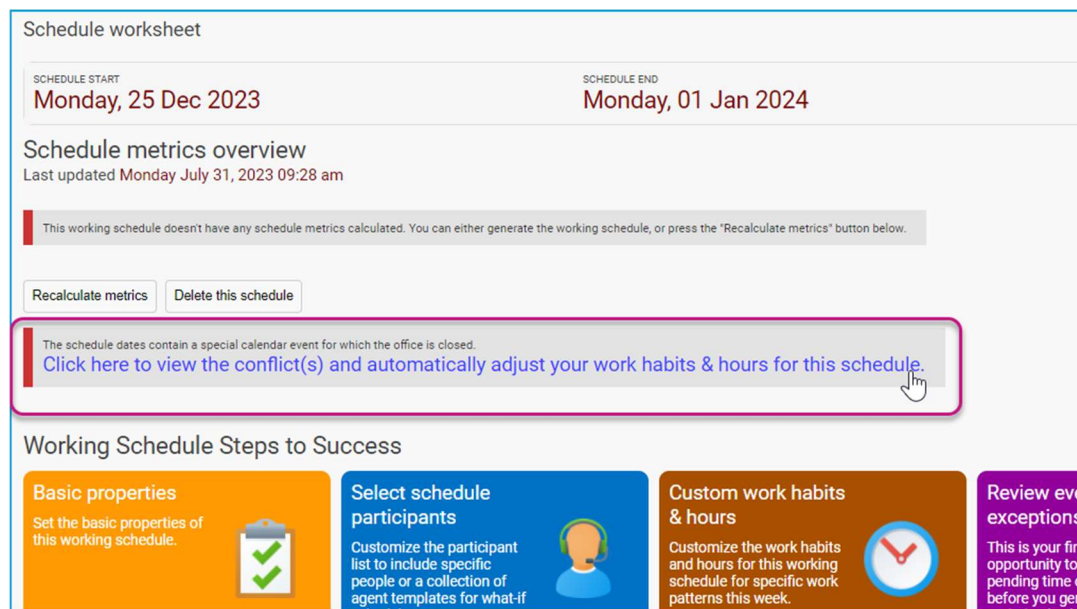 Schedule worksheet
SCHEDULE START
Monday, 25 Dec 2023
SCHEDULE END
Monday, 01 Jan 2024
Schedule metrics overview
Last updated Monday July 31, 2023 09:28 am
This working schedule doesn't have any schedule metrics calculated. You can either generate the working schedule, or press the "Recalculate metrics" button below.
Recalculate metrics
Delete this schedule
The schedule dates contain a special calendar event for which the office is closed.
Click here to view the conflict(s) and automatically adjust your work habits & hours for this schedule.
Working Schedule Steps to Success
Basic properties
Set the basic properties of
this working schedule.
Select schedule
participants
Customize the participant
list to include specific
people or a collection of
agent templates for what-if
Custom work habits
& hours
Customize the work habits
and hours for this working
schedule for specific work
patterns this week.
Review
exceptions
This is your
opportunity to
pending time
before you